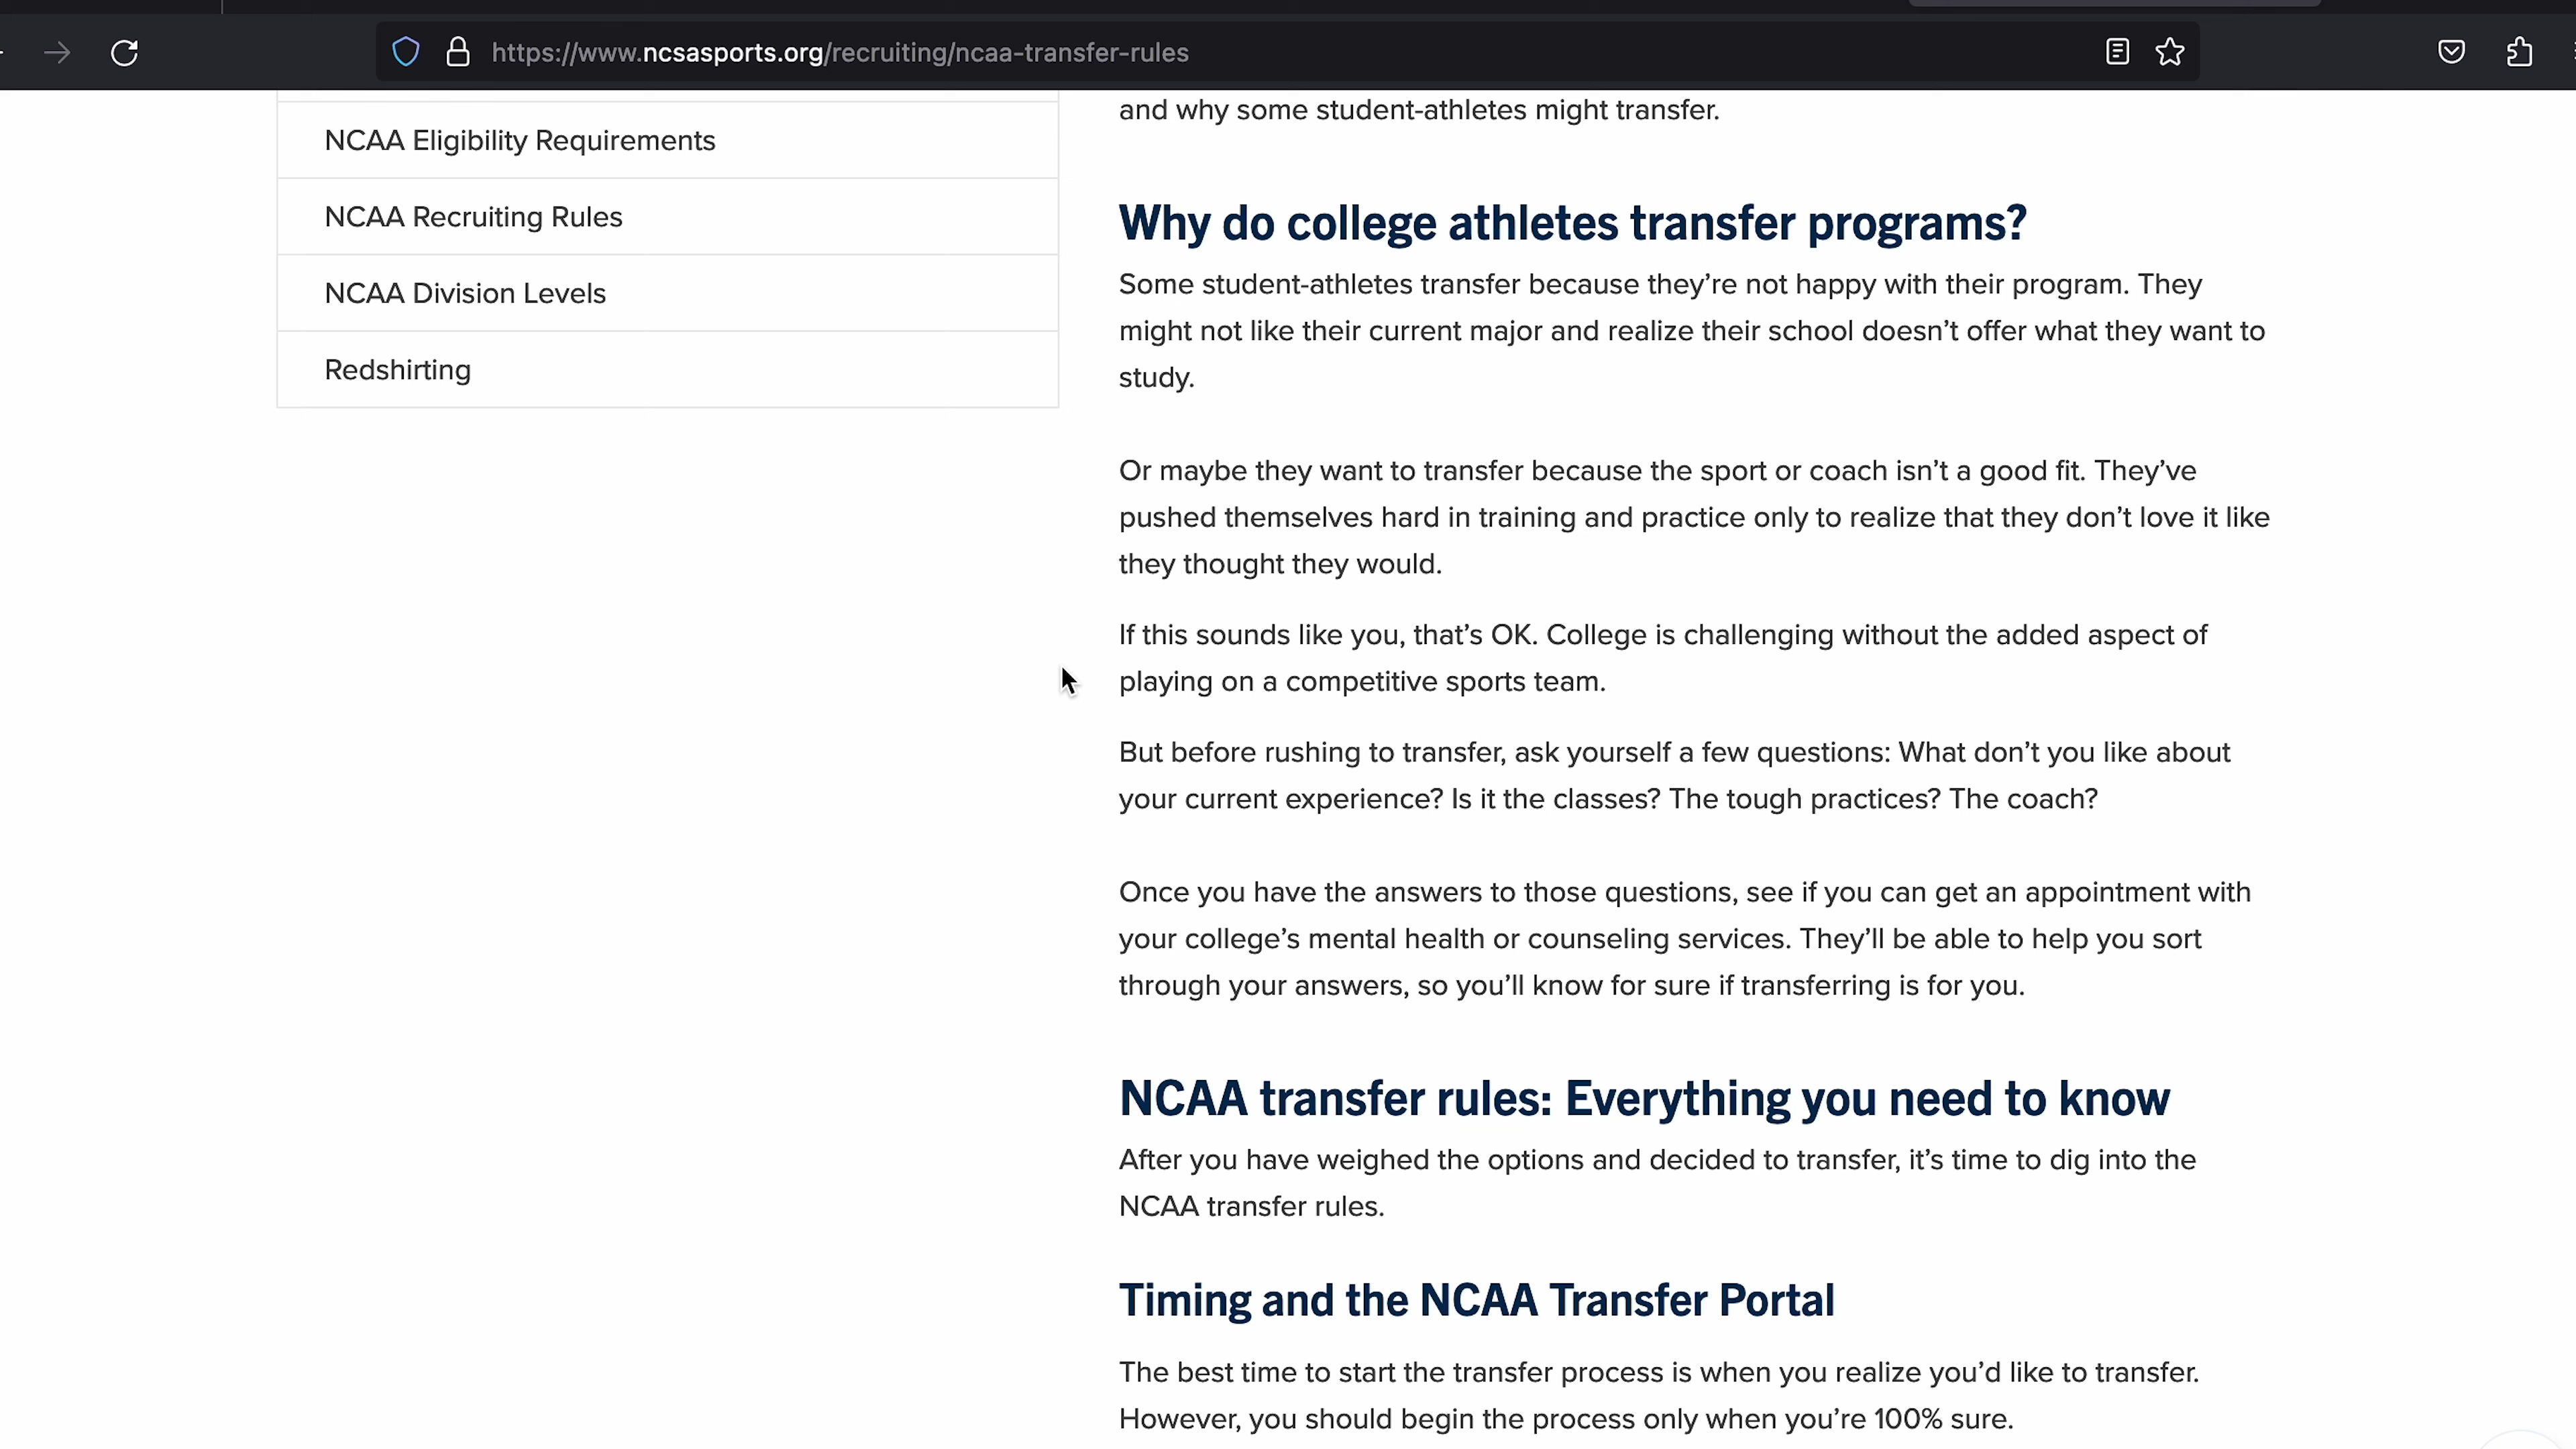 https://www.ncsasports.org/recruiting/ncaa-transfer-rules
NCAA Eligibility Requirements
NCAA Recruiting Rules
NCAA Division Levels
Redshirting
and why some student-athletes might transfer.
Why do college athletes transfer programs?
Some student-athletes transfer because they’re not happy with their program. They
might not like their current major and realize their school doesn’t offer what they want to
study.
Or maybe they want to transfer because the sport or coach isn’t a good fit. They’ve
pushed themselves hard in training and practice only to realize that they don’t love it like
they thought they would.
If this sounds like you, that’s OK. College is challenging without the added aspect of
playing on a competitive sports team.
But before rushing to transfer, ask yourself a few questions: What don’t you like about
your current experience? Is it the classes? The tough practices? The coach?
Once you have the answers to those questions, see if you can get an appointment with
your college’s mental health or counseling services. They’ll be able to help you sort
through your answers, so you’ll know for sure if transferring is for you.
NCAA transfer rules: Everything you need to know
After you have weighed the options and decided to transfer, it’s time to dig into the
NCAA transfer rules.
Timing and the NCAA Transfer Portal
The best time to start the transfer process is when you realize you’d like to transfer.
However, you should begin the process only when you’re 100% sure.